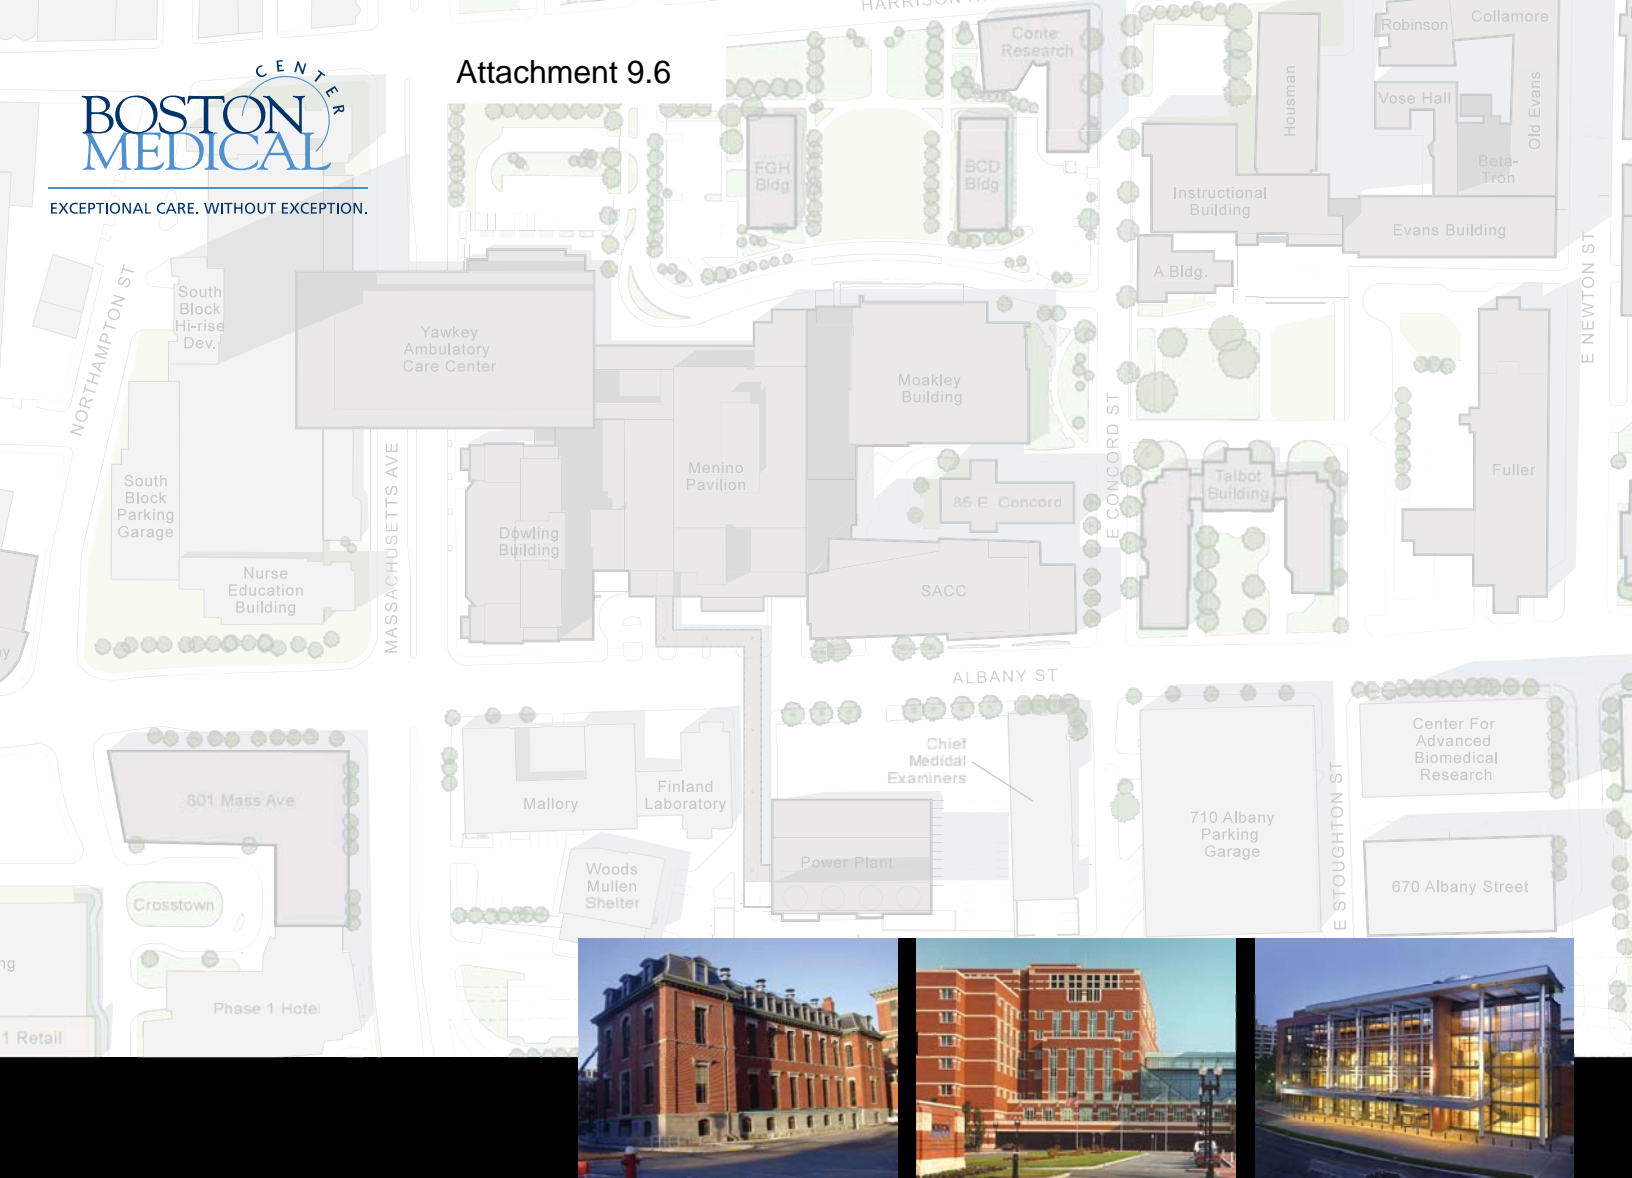 HARRISON
Attachment 9.6
CENTER
BOSTON
MEDICAL
EXCEPTIONAL CARE. WITHOUT EXCEPTION.
Conte
Research
Robinson
Collamore
Housman
Vose Hall
Old Evans
Beta-
Tron
FGH
Bldg
BCD
Bldg
Instructional
Building
Evans Building
A Bldg.
E NEWTON ST
NORTHAMPTON ST
South
Block
Hi-rise
Dev.
Yawkey
Ambulatory
Care Center
Moakley
Building
E CONCORD ST
Menino
Pavilion
South
Block
Parking
Garage
MASSACHUSETTS AVE
85 E. Concord
Talbot
Building
Fuller
Dowling
Building
Nurse
Education
Building
SACC
ALBANY ST
Center For
Advanced
Biomedical
Research
Chief
Medical
Examiners
801 Mass Ave
Mallory
Finland
Laboratory
710 Albany
Parking
Garage
E STOUGHTON ST
Power Plant
Woods
Mullen
Shelter
670 Albany Street
Crosstown
Phase 1 Hotel
1 Retail